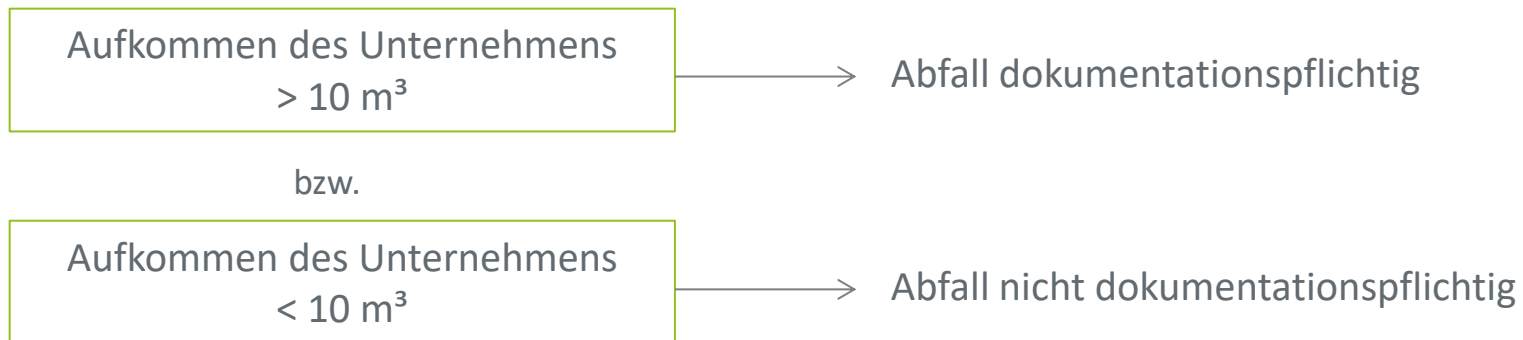 Aufkommen des Unternehmens
> 10 m³
Abfall dokumentationspflichtig
bzw.
Aufkommen des Unternehmens
< 10 m³
Abfall nicht dokumentationspflichtig